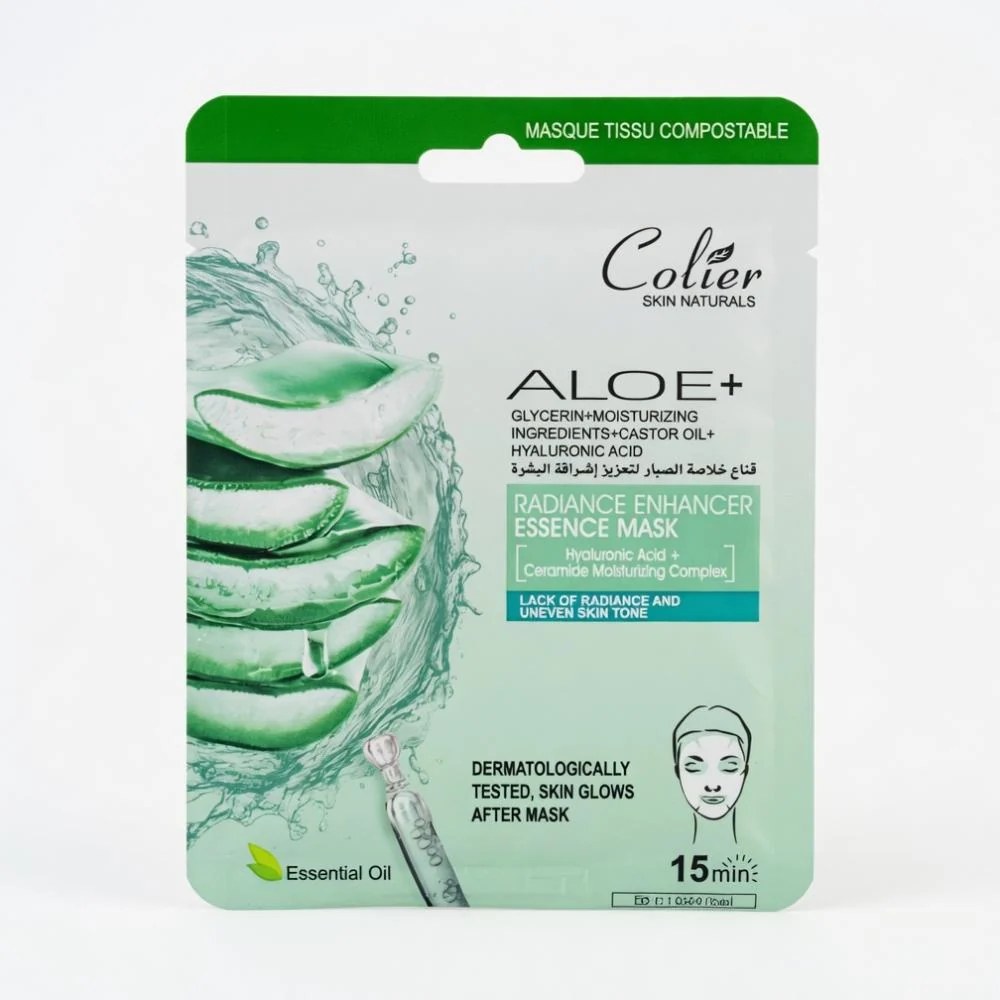 MASQUE TISSU COMPOSTABLE
Colier
SKIN NATURALS
ALOE+
GLYCERIN+MOISTURIZING
INGREDIENTS+CASTOR OIL+
HYALURONIC ACID
قناع خلاصة الصبار لتعزيز إشراقة البشرة
RADIANCE ENHANCER
ESSENCE MASK
Hyaluronic Acid +
Ceramide Moisturizing Complex
LACK OF RADIANCE AND
UNEVEN SKIN TONE
DERMATOLOGICALLY
TESTED, SKIN GLOWS
AFTER MASK
Essential Oil
15min